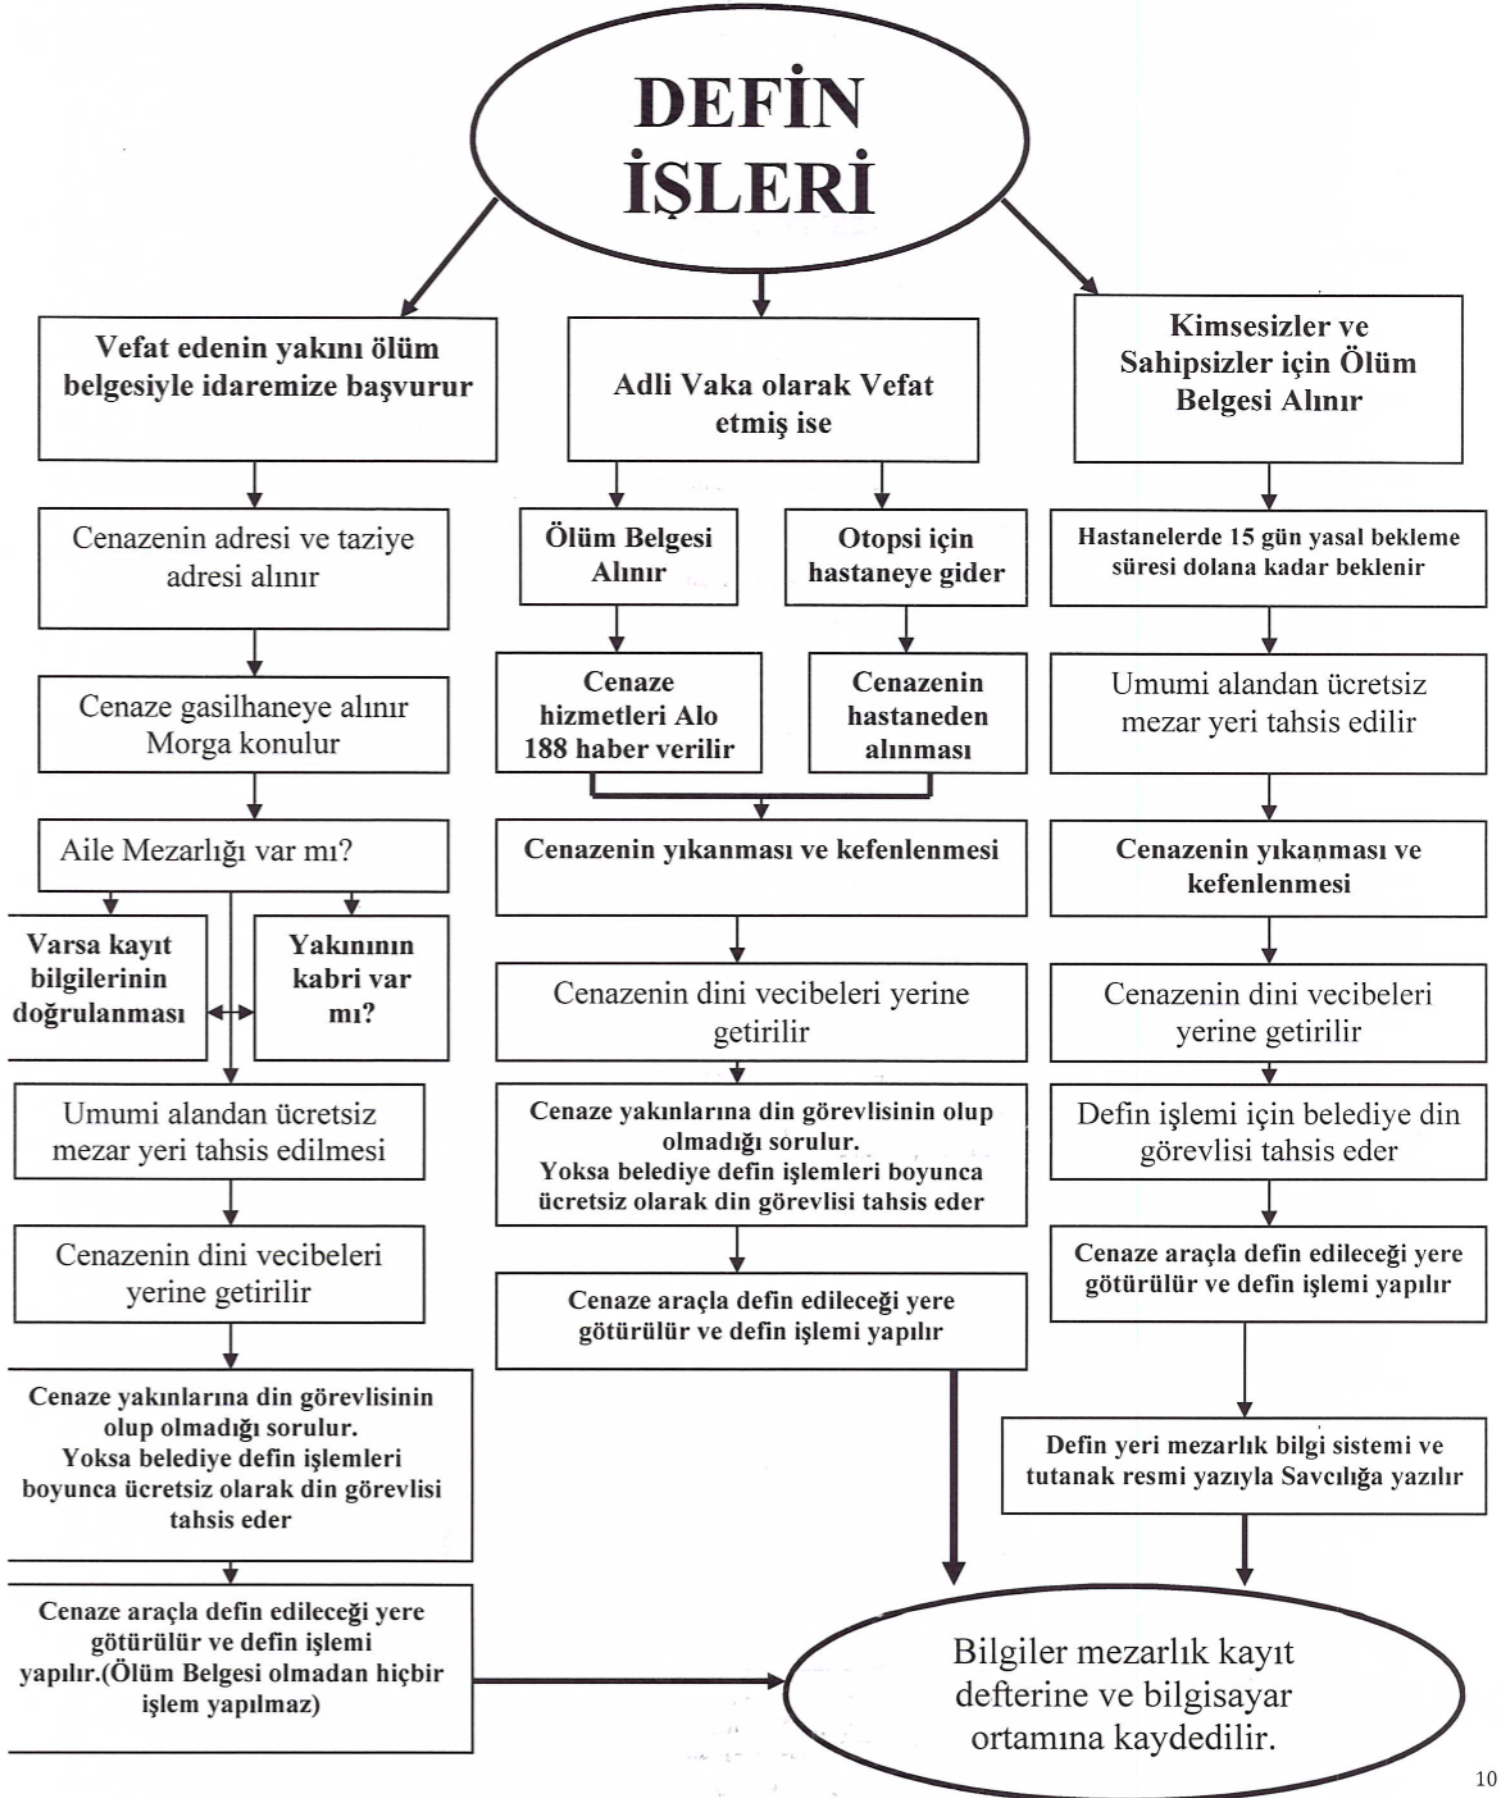 DEFİN
İŞLERİ
Vefat edenin yakını ölüm
belgesiyle idaremize başvurur
Cenazenin adresi ve taziye
adresi alınır
Cenaze gasilhaneye alınır
Morga konulur
Aile Mezarlığı var mı?
Varsa kayıt
bilgilerinin
doğrulanması
Yakınının
kabri var
mı?
Umumi alandan ücretsiz
mezar yeri tahsis edilmesi
Cenazenin dini vecibeleri
yerine getirilir
Cenaze yakınlarına din görevlisinin
olup olmadığı sorulur.
Yoksa belediye defin işlemleri
boyunca ücretsiz olarak din görevlisi
tahsis eder
Cenaze araçla defin edileceği yere
götürülür ve defin işlemi
yapılır.(Ölüm Belgesi olmadan hiçbir
işlem yapılmaz)
Adli Vaka olarak Vefat
etmiş ise
Ölüm Belgesi
Alınır
Cenaze
hizmetleri Alo
188 haber verilir
Otopsi için
hastaneye gider
Cenazenin
hastaneden
alınması
Cenazenin yıkanması ve kefenlenmesi
Cenazenin dini vecibeleri yerine
getirilir
Cenaze yakınlarına din görevlisinin olup
olmadığı sorulur.
Yoksa belediye defin işlemleri boyunca
ücretsiz olarak din görevlisi tahsis eder
Cenaze araçla defin edileceği yere
götürülür ve defin işlemi yapılır
Kimsesizler ve
Sahipsizler için Ölüm
Belgesi Alınır
Hastanelerde 15 gün yasal bekleme
süresi dolana kadar beklenir
Umumi alandan ücretsiz
mezar yeri tahsis edilir
Cenazenin yıkanması ve
kefenlenmesi
Cenazenin dini vecibeleri
yerine getirilir
Defin işlemi için belediye din
görevlisi tahsis eder
Cenaze araçla defin edileceği yere
götürülür ve defin işlemi yapılır
Defin yeri mezarlık bilgi sistemi ve
tutanak resmi yazıyla Savcılığa yazılır
Bilgiler mezarlık kayıt
defterine ve bilgisayar
ortamına kaydedilir.
10